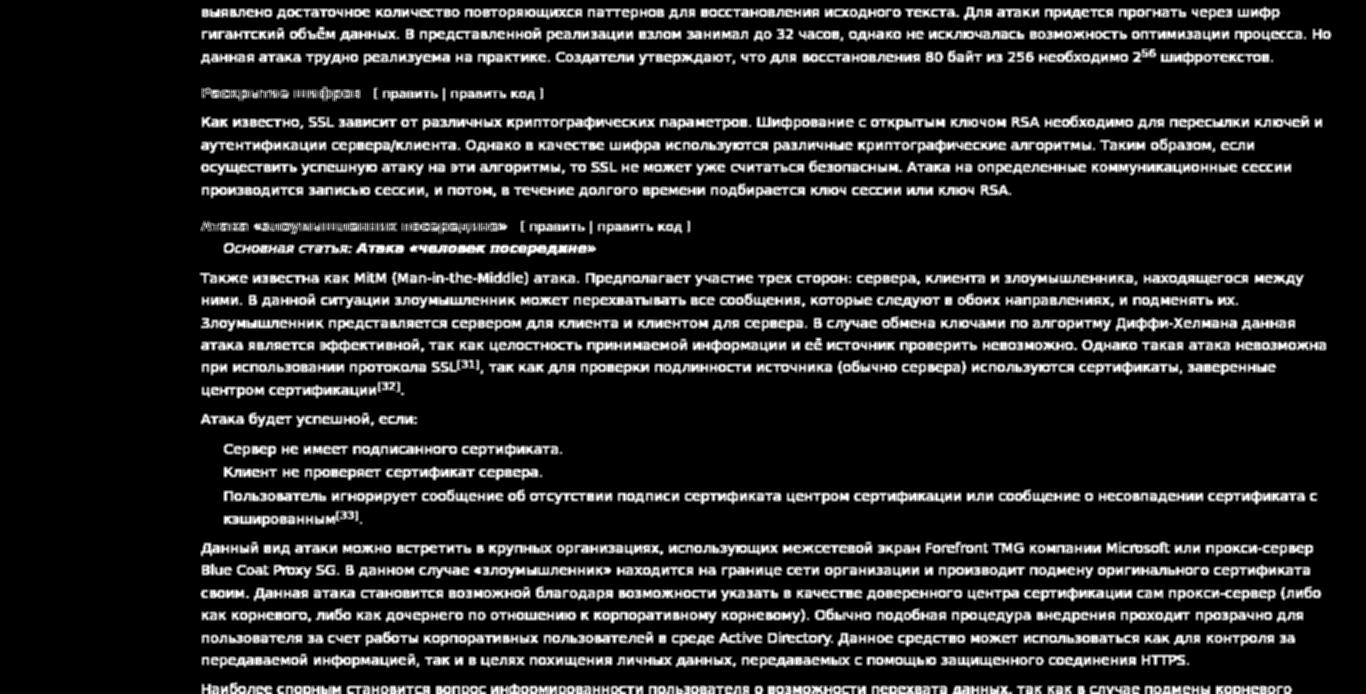 выявлено достаточное количество повторяющихся паттернов для восстановления исходного текста. Для атаки придется прогнать через шифр
гигантский объём данных. В представленной реализации взлом занимал до 32 часов, однако не исключалась возможность оптимизации процесса. Но
данная атака трудно реализуема на практике. Создатели утверждают, что для восстановления 80 байт из 256 необходимо 2⁵⁶ шифротекстов.
Раскрытие шифров [ править | править код ]
Как известно, SSL зависит от различных криптографических параметров. Шифрование с открытым ключом RSA необходимо для пересылки ключей и
аутентификации сервера/клиента. Однако в качестве шифра используются различные криптографические алгоритмы. Таким образом, если
осуществить успешную атаку на эти алгоритмы, то SSL не может уже считаться безопасным. Атака на определенные коммуникационные сессии
производится записью сессии, и потом, в течение долгого времени подбирается ключ сессии или ключ RSA.
Атака «злоумышленник посередине» [ править | править код ]
Основная статья: Атака «человек посередине»
Также известна как MitM (Man-in-the-Middle) атака. Предполагает участие трех сторон: сервера, клиента и злоумышленника, находящегося между
ними. В данной ситуации злоумышленник может перехватывать все сообщения, которые следуют в обоих направлениях, и подменять их.
Злоумышленник представляется сервером для клиента и клиентом для сервера. В случае обмена ключами по алгоритму Диффи-Хелмана данная
атака является эффективной, так как целостность принимаемой информации и её источник проверить невозможно. Однако такая атака невозможна
при использовании протокола SSL[31], так как для проверки подлинности источника (обычно сервера) используются сертификаты, заверенные
центром сертификации[32].
Атака будет успешной, если:
Сервер не имеет подписанного сертификата.
Клиент не проверяет сертификат сервера.
Пользователь игнорирует сообщение об отсутствии подписи сертификата центром сертификации или сообщение о несовпадении сертификата с
кэшированным[33].
Данный вид атаки можно встретить в крупных организациях, использующих межсетевой экран Forefront TMG компании Microsoft или прокси-сервер
Blue Coat Proxy SG. В данном случае «злоумышленник» находится на границе сети организации и производит подмену оригинального сертификата
своим. Данная атака становится возможной благодаря возможности указать в качестве доверенного центра сертификации сам прокси-сервер (либо
как корневого, либо как дочернего по отношению к корпоративному корневому). Обычно подобная процедура внедрения проходит прозрачно для
пользователя за счет работы корпоративных пользователей в среде Active Directory. Данное средство может использоваться как для контроля за
передаваемой информацией, так и в целях похищения личных данных, передаваемых с помощью защищенного соединения HTTPS.
Наиболее спорным становится вопрос информированности пользователя о возможности перехвата данных, так как в случае подмены корневого